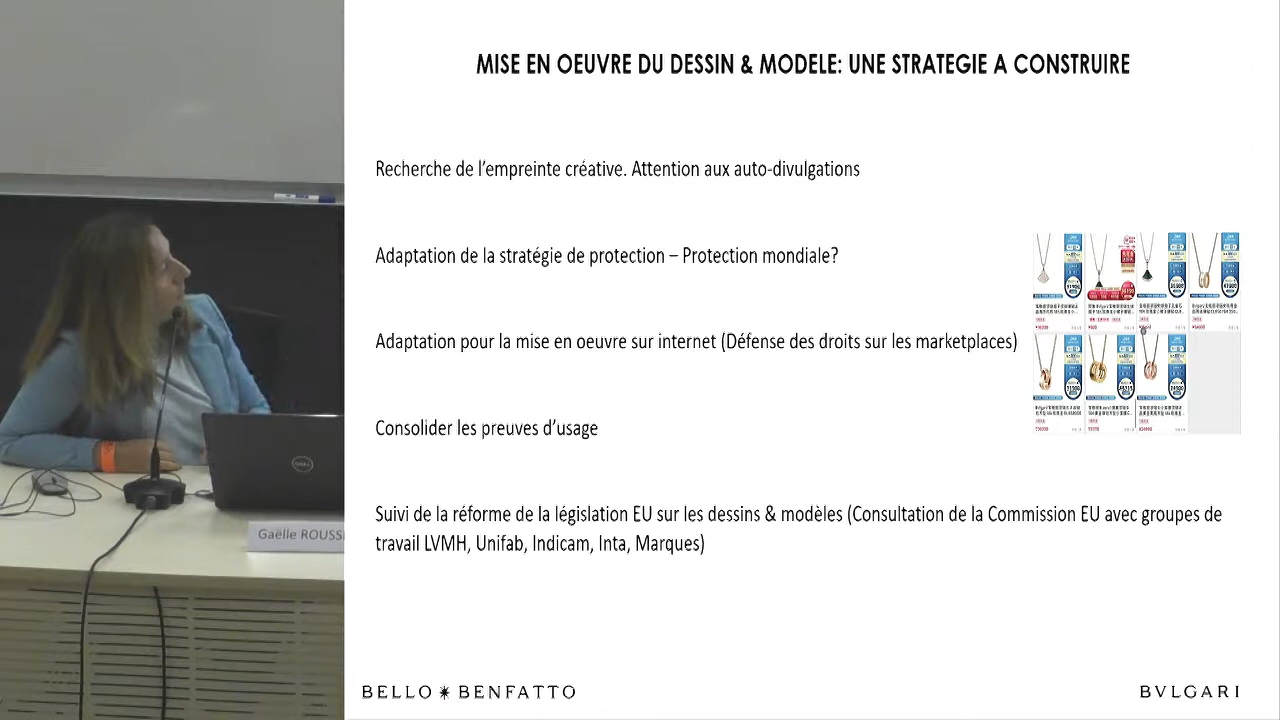 MISE EN OEUVRE DU DESSIN & MODELE: UNE STRATEGIE A CONSTRUIRE
Recherche de l’empreinte créative. Attention aux auto-divulgations
Adaptation de la stratégie de protection – Protection mondiale?
Adaptation pour la mise en oeuvre sur internet (Défense des droits sur les marketplaces)
Consolider les preuves d’usage
Suivi de la réforme de la législation EU sur les dessins & modèles (Consultation de la Commission EU avec groupes de
travail LVMH, Unifab, Indicam, Inta, Marques)
BELLO ✷ BENFATTO
BVLGARI
DELL
Gaëlle